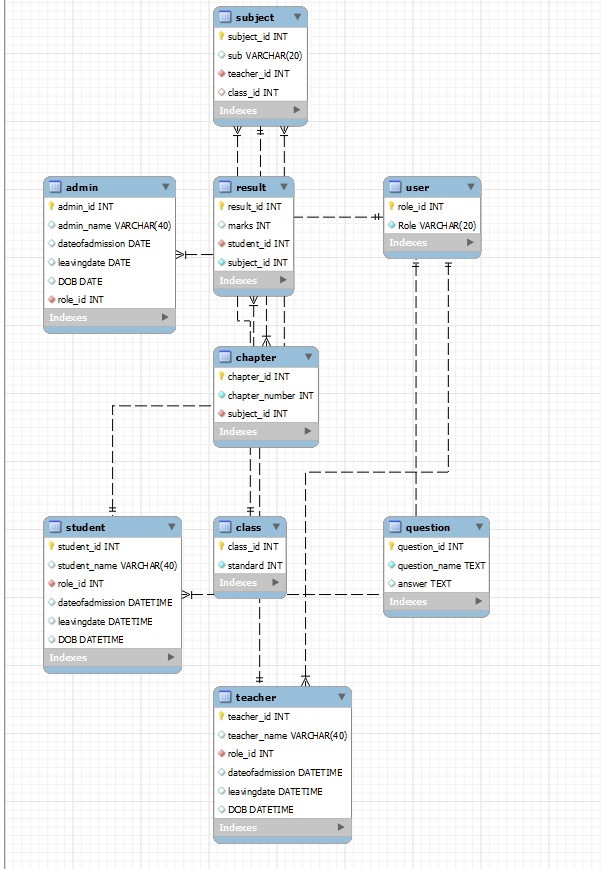 subject
subject_id INT
sub VARCHAR(20)
teacher_id INT
class_id INT
Indexes
admin
admin_id INT
admin_name VARCHAR(40)
dateofadmission DATE
leavingdate DATE
DOB DATE
role_id INT
Indexes
result
result_id INT
marks INT
student_id INT
subject_id INT
Indexes
user
role_id INT
Role VARCHAR(20)
Indexes
chapter
chapter_id INT
chapter_number INT
subject_id INT
Indexes
student
student_id INT
student_name VARCHAR(40)
role_id INT
dateofadmission DATETIME
leavingdate DATETIME
DOB DATETIME
Indexes
class
class_id INT
standard INT
Indexes
question
question_id INT
question_name TEXT
answer TEXT
Indexes
teacher
teacher_id INT
teacher_name VARCHAR(40)
role_id INT
dateofadmission DATETIME
leavingdate DATETIME
DOB DATETIME
Indexes